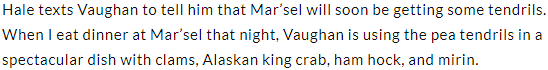 Hale texts Vaughan to tell him that Mar’sel will soon be getting some tendrils.
When I eat dinner at Mar’sel that night, Vaughan is using the pea tendrils in a
spectacular dish with clams, Alaskan king crab, ham hock, and mirin.